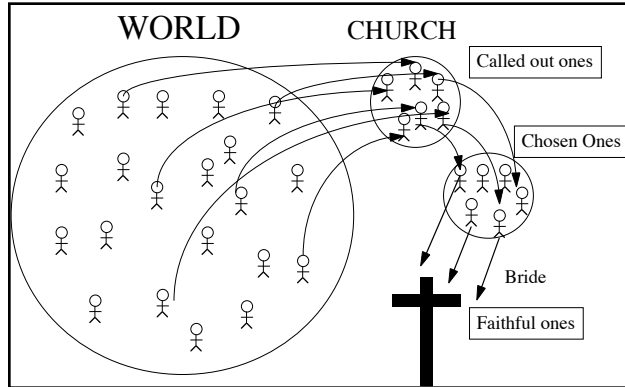 WORLD
CHURCH
Called out ones
Chosen Ones
Bride
Faithful ones